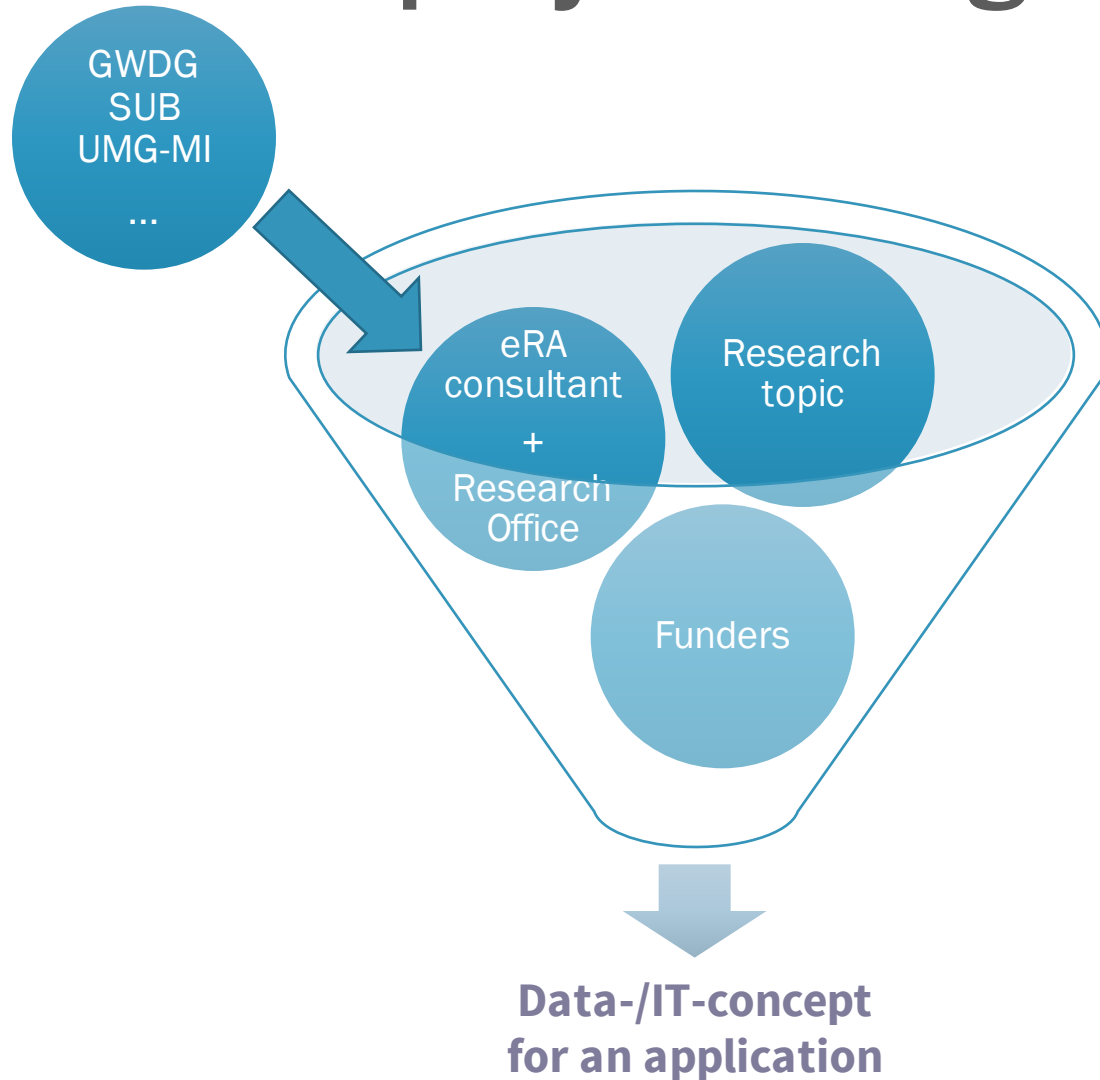 GWDG
SUB
UMG-MI
...
eRA
consultant
+
Research
Office
Research
topic
Funders
Data-/IT-concept
for an application